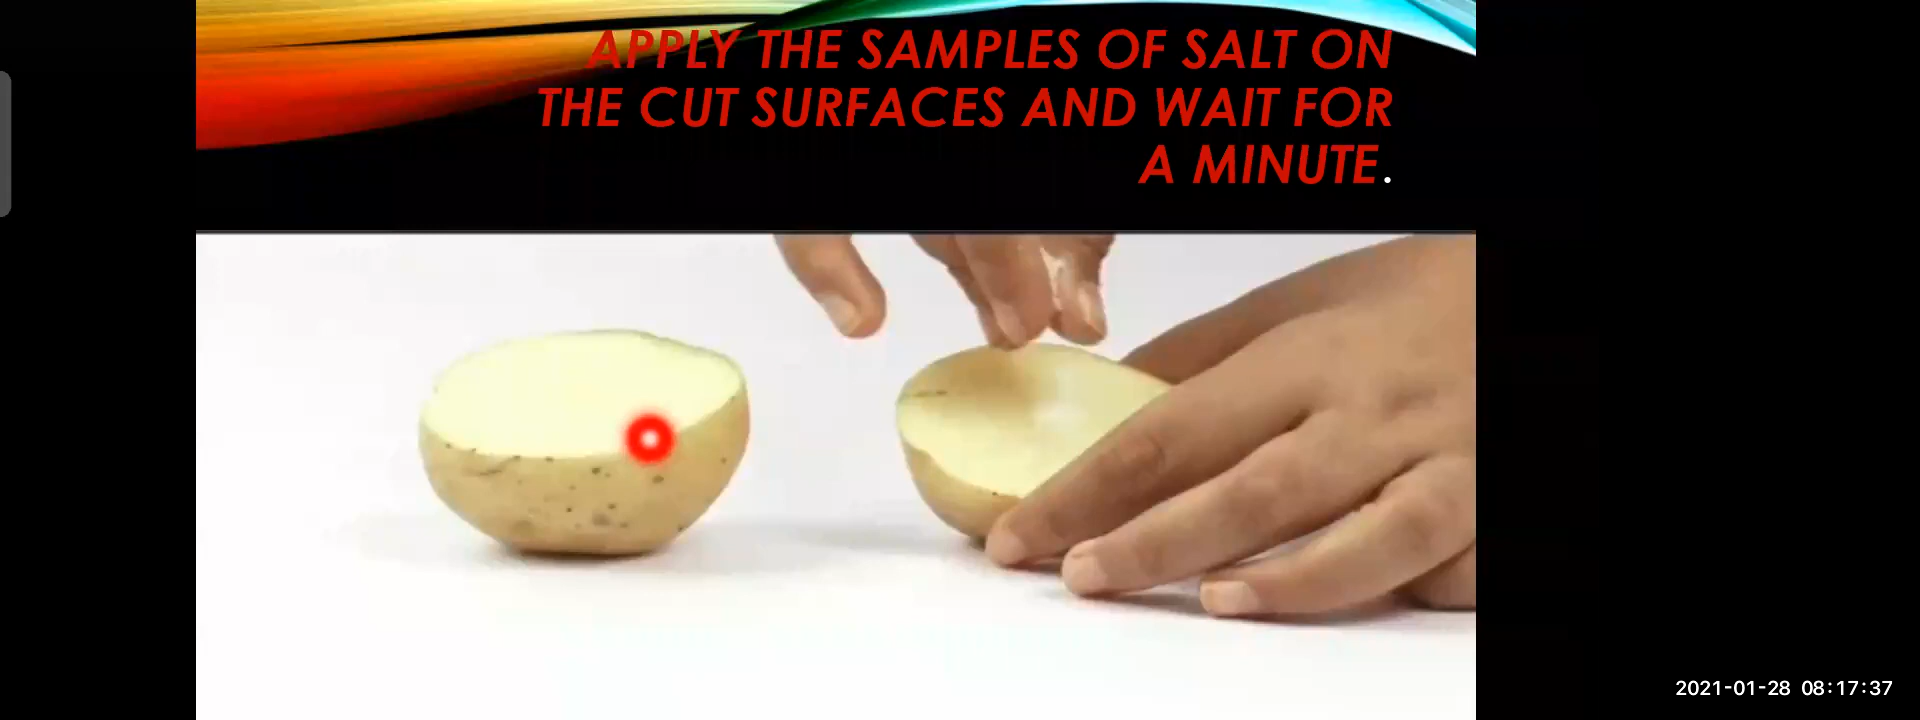 APPLY THE SAMPLES OF SALT ON
THE CUT SURFACES AND WAIT FOR
A MINUTE.
2021-01-28 08:17:37